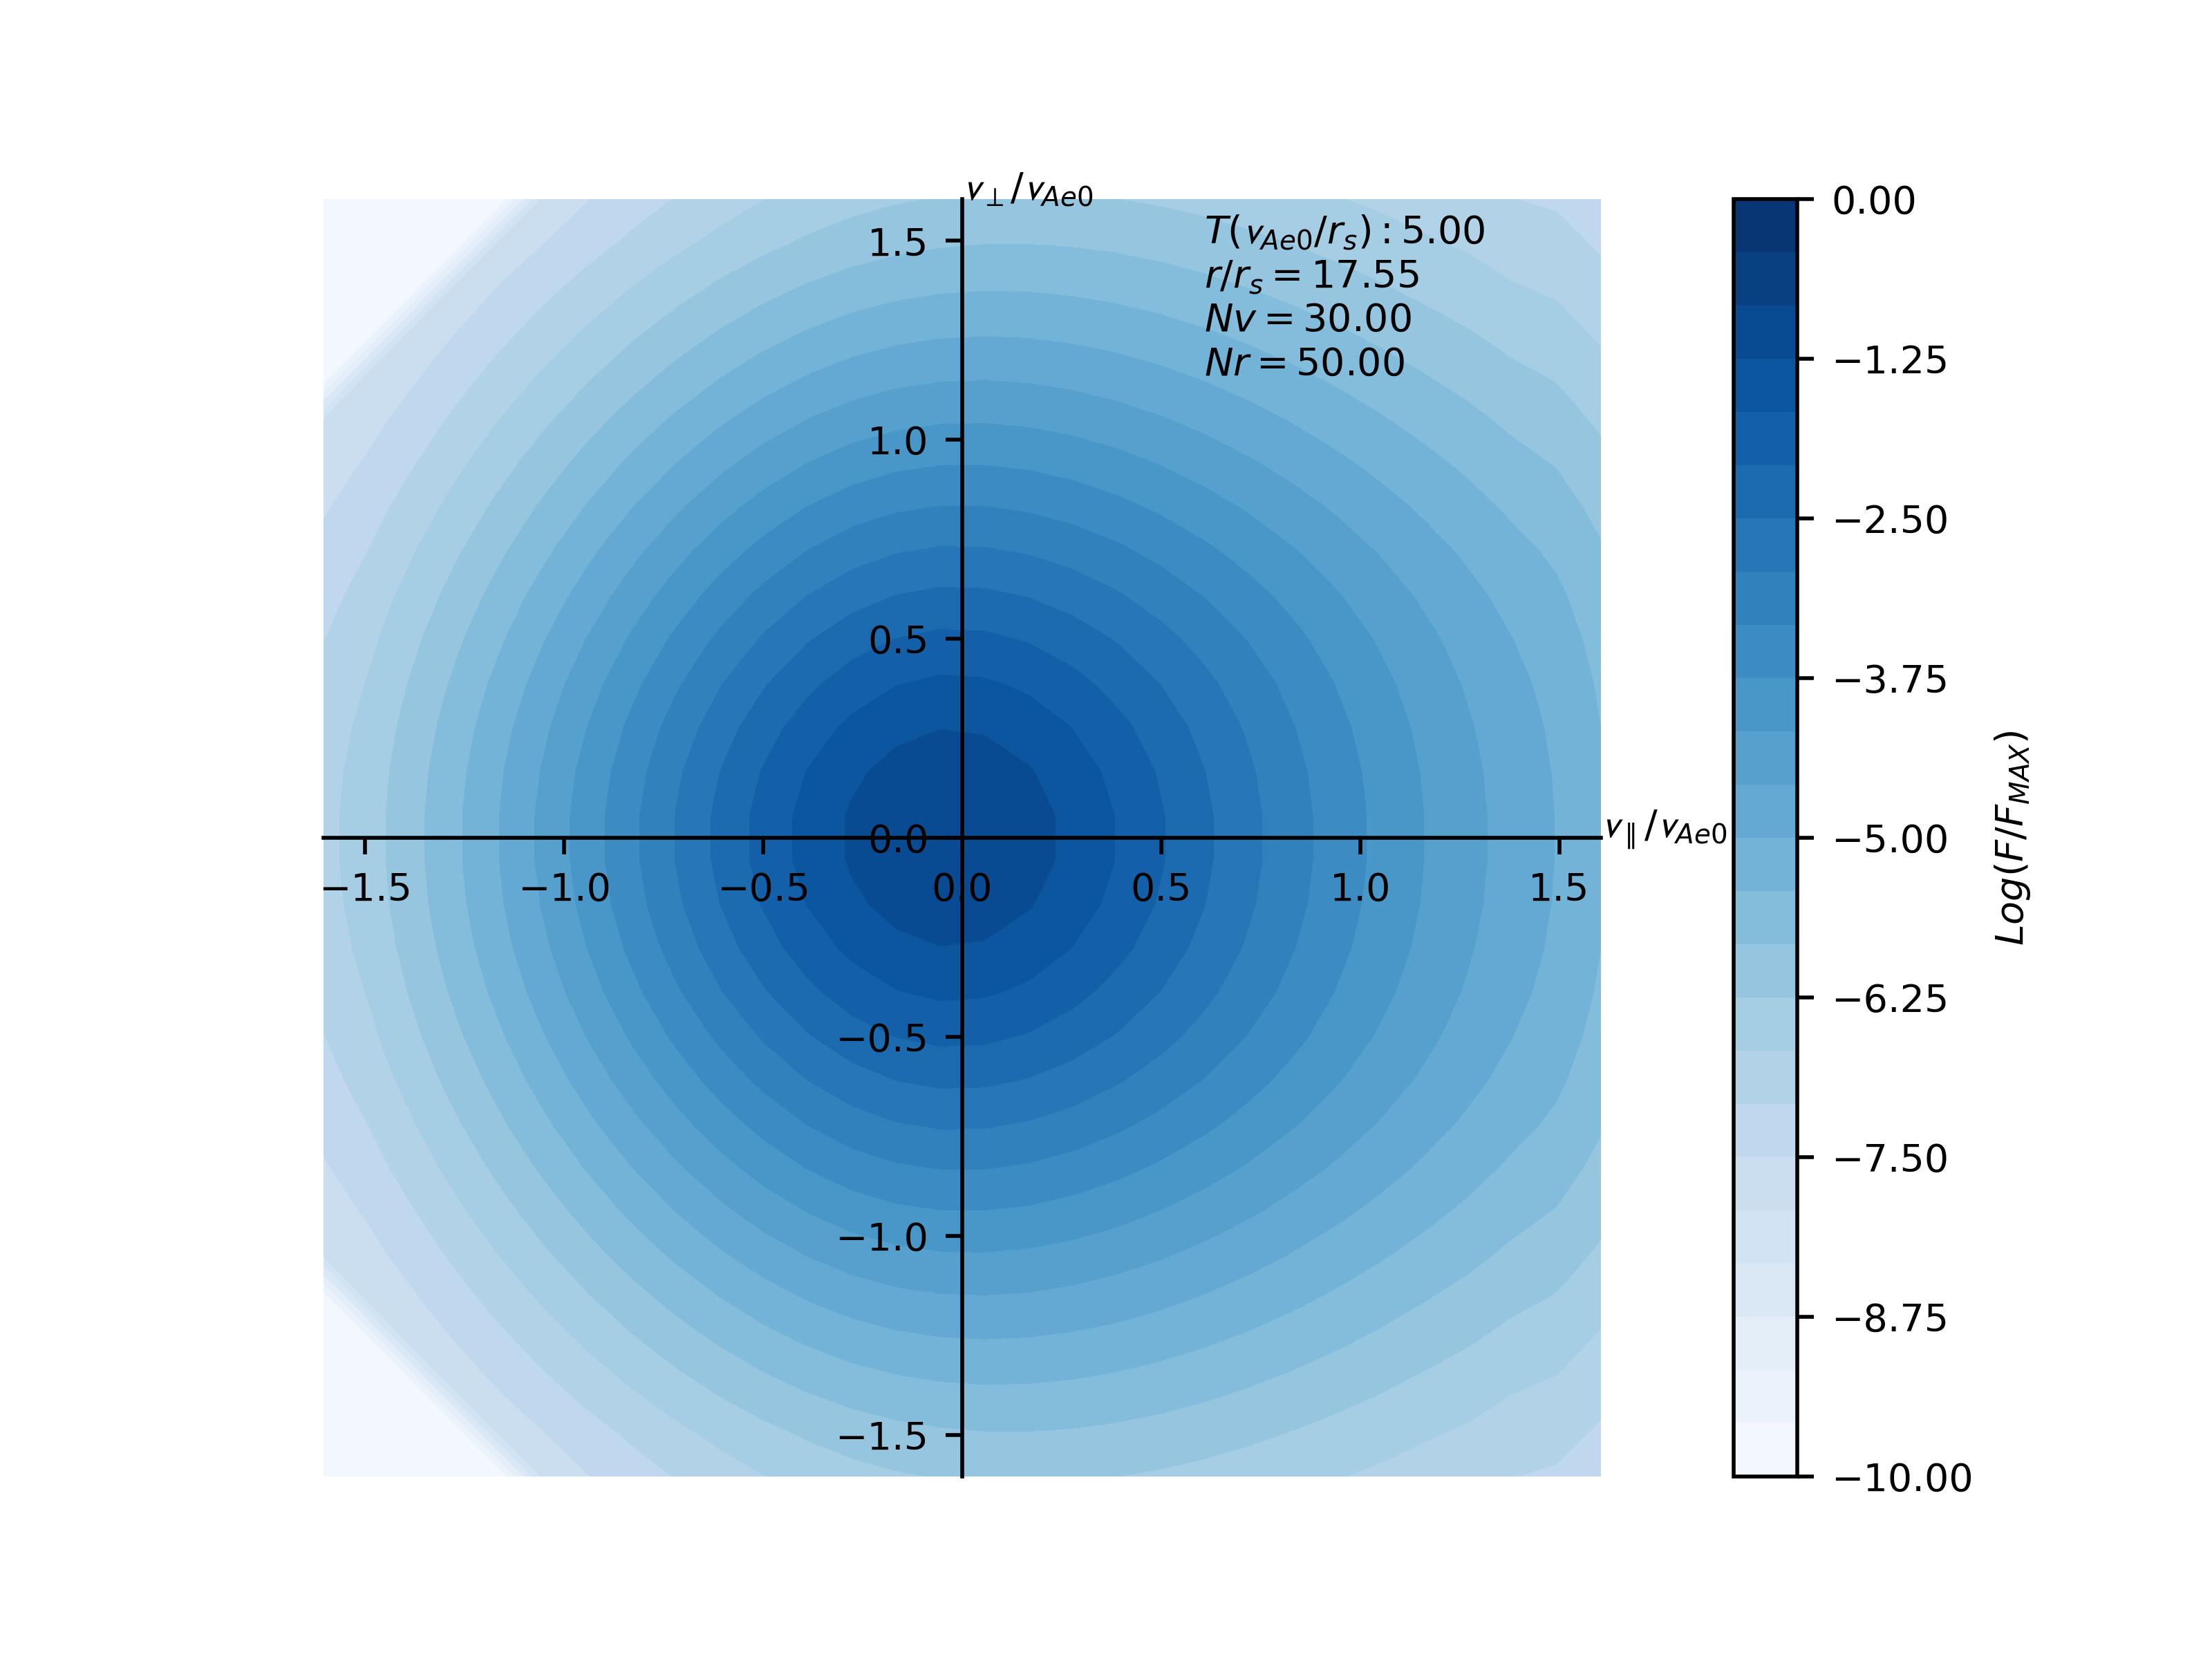 v⊥/vAe0
T(vAe0/rs) : 5.00
r/rs = 17.55
Nv = 30.00
Nr = 50.00
1.5
1.0
0.5
0.0
−0.5
−1.0
−1.5
−1.5 −1.0 −0.5 0.0 0.5 1.0 1.5
v∥/vAe0
0.00
−1.25
−2.50
−3.75
−5.00
−6.25
−7.50
−8.75
−10.00
Log(F/FMAX)